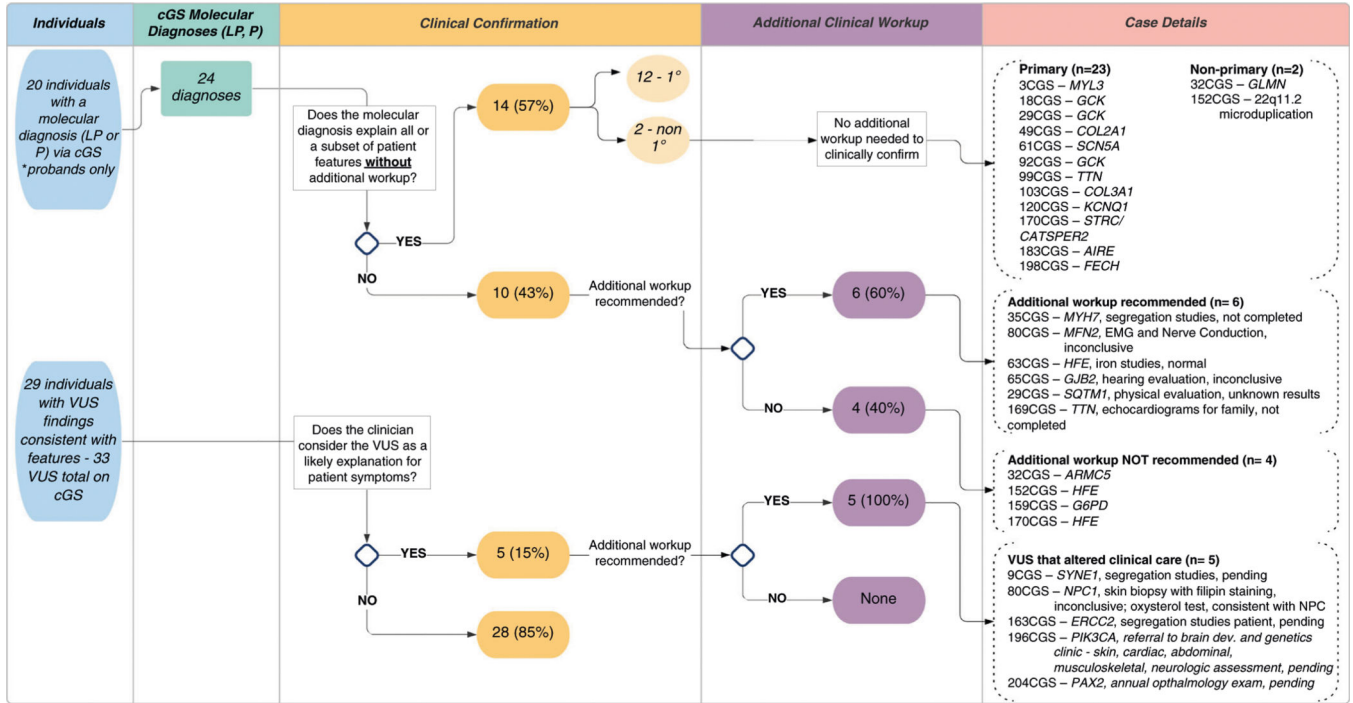 Individuals
cGS Molecular
Diagnoses (LP, P)
Clinical Confirmation
Additional Clinical Workup
Case Details
20 individuals
with a
molecular
diagnosis (LP or
P) via cGS
*probands only
24
diagnoses
Does the molecular
diagnosis explain all or
a subset of patient
features without
additional workup?
YES
NO
14 (57%)
12 - 1°
2 - non
1°
No additional
workup needed to
clinically confirm
10 (43%)
Additional workup
recommended?
YES
NO
6 (60%)
4 (40%)
29 individuals
with VUS
findings
consistent with
features - 33
VUS total on
cGS
Does the clinician
consider the VUS as a
likely explanation for
patient symptoms?
YES
NO
5 (15%)
28 (85%)
Additional workup
recommended?
YES
NO
5 (100%)
None
Primary (n=23)
3CGS – MYL3
18CGS – GCK
29CGS – GCK
49CGS – COL2A1
61CGS – SCN5A
92CGS – GCK
99CGS – TTN
103CGS – COL3A1
120CGS – KCNQ1
170CGS – STRC/
CATSPER2
183CGS – AIRE
198CGS – FECH
Non-primary (n=2)
32CGS – GLMN
152CGS – 22q11.2
microduplication
Additional workup recommended (n= 6)
35CGS – MYH7, segregation studies, not completed
80CGS – MFN2, EMG and Nerve Conduction,
inconclusive
63CGS – HFE, iron studies, normal
65CGS – GJB2, hearing evaluation, inconclusive
29CGS – SQTM1, physical evaluation, unknown results
169CGS – TTN, echocardiograms for family, not
completed
Additional workup NOT recommended (n= 4)
32CGS – ARMC5
152CGS – HFE
159CGS – G6PD
170CGS – HFE
VUS that altered clinical care (n= 5)
9CGS – SYNE1, segregation studies, pending
80CGS – NPC1, skin biopsy with filipin staining,
inconclusive; oxysterol test, consistent with NPC
163CGS – ERCC2, segregation studies patient, pending
196CGS – PIK3CA, referral to brain dev. and genetics
clinic - skin, cardiac, abdominal,
musculoskeletal, neurologic assessment, pending
204CGS – PAX2, annual opthalmology exam, pending